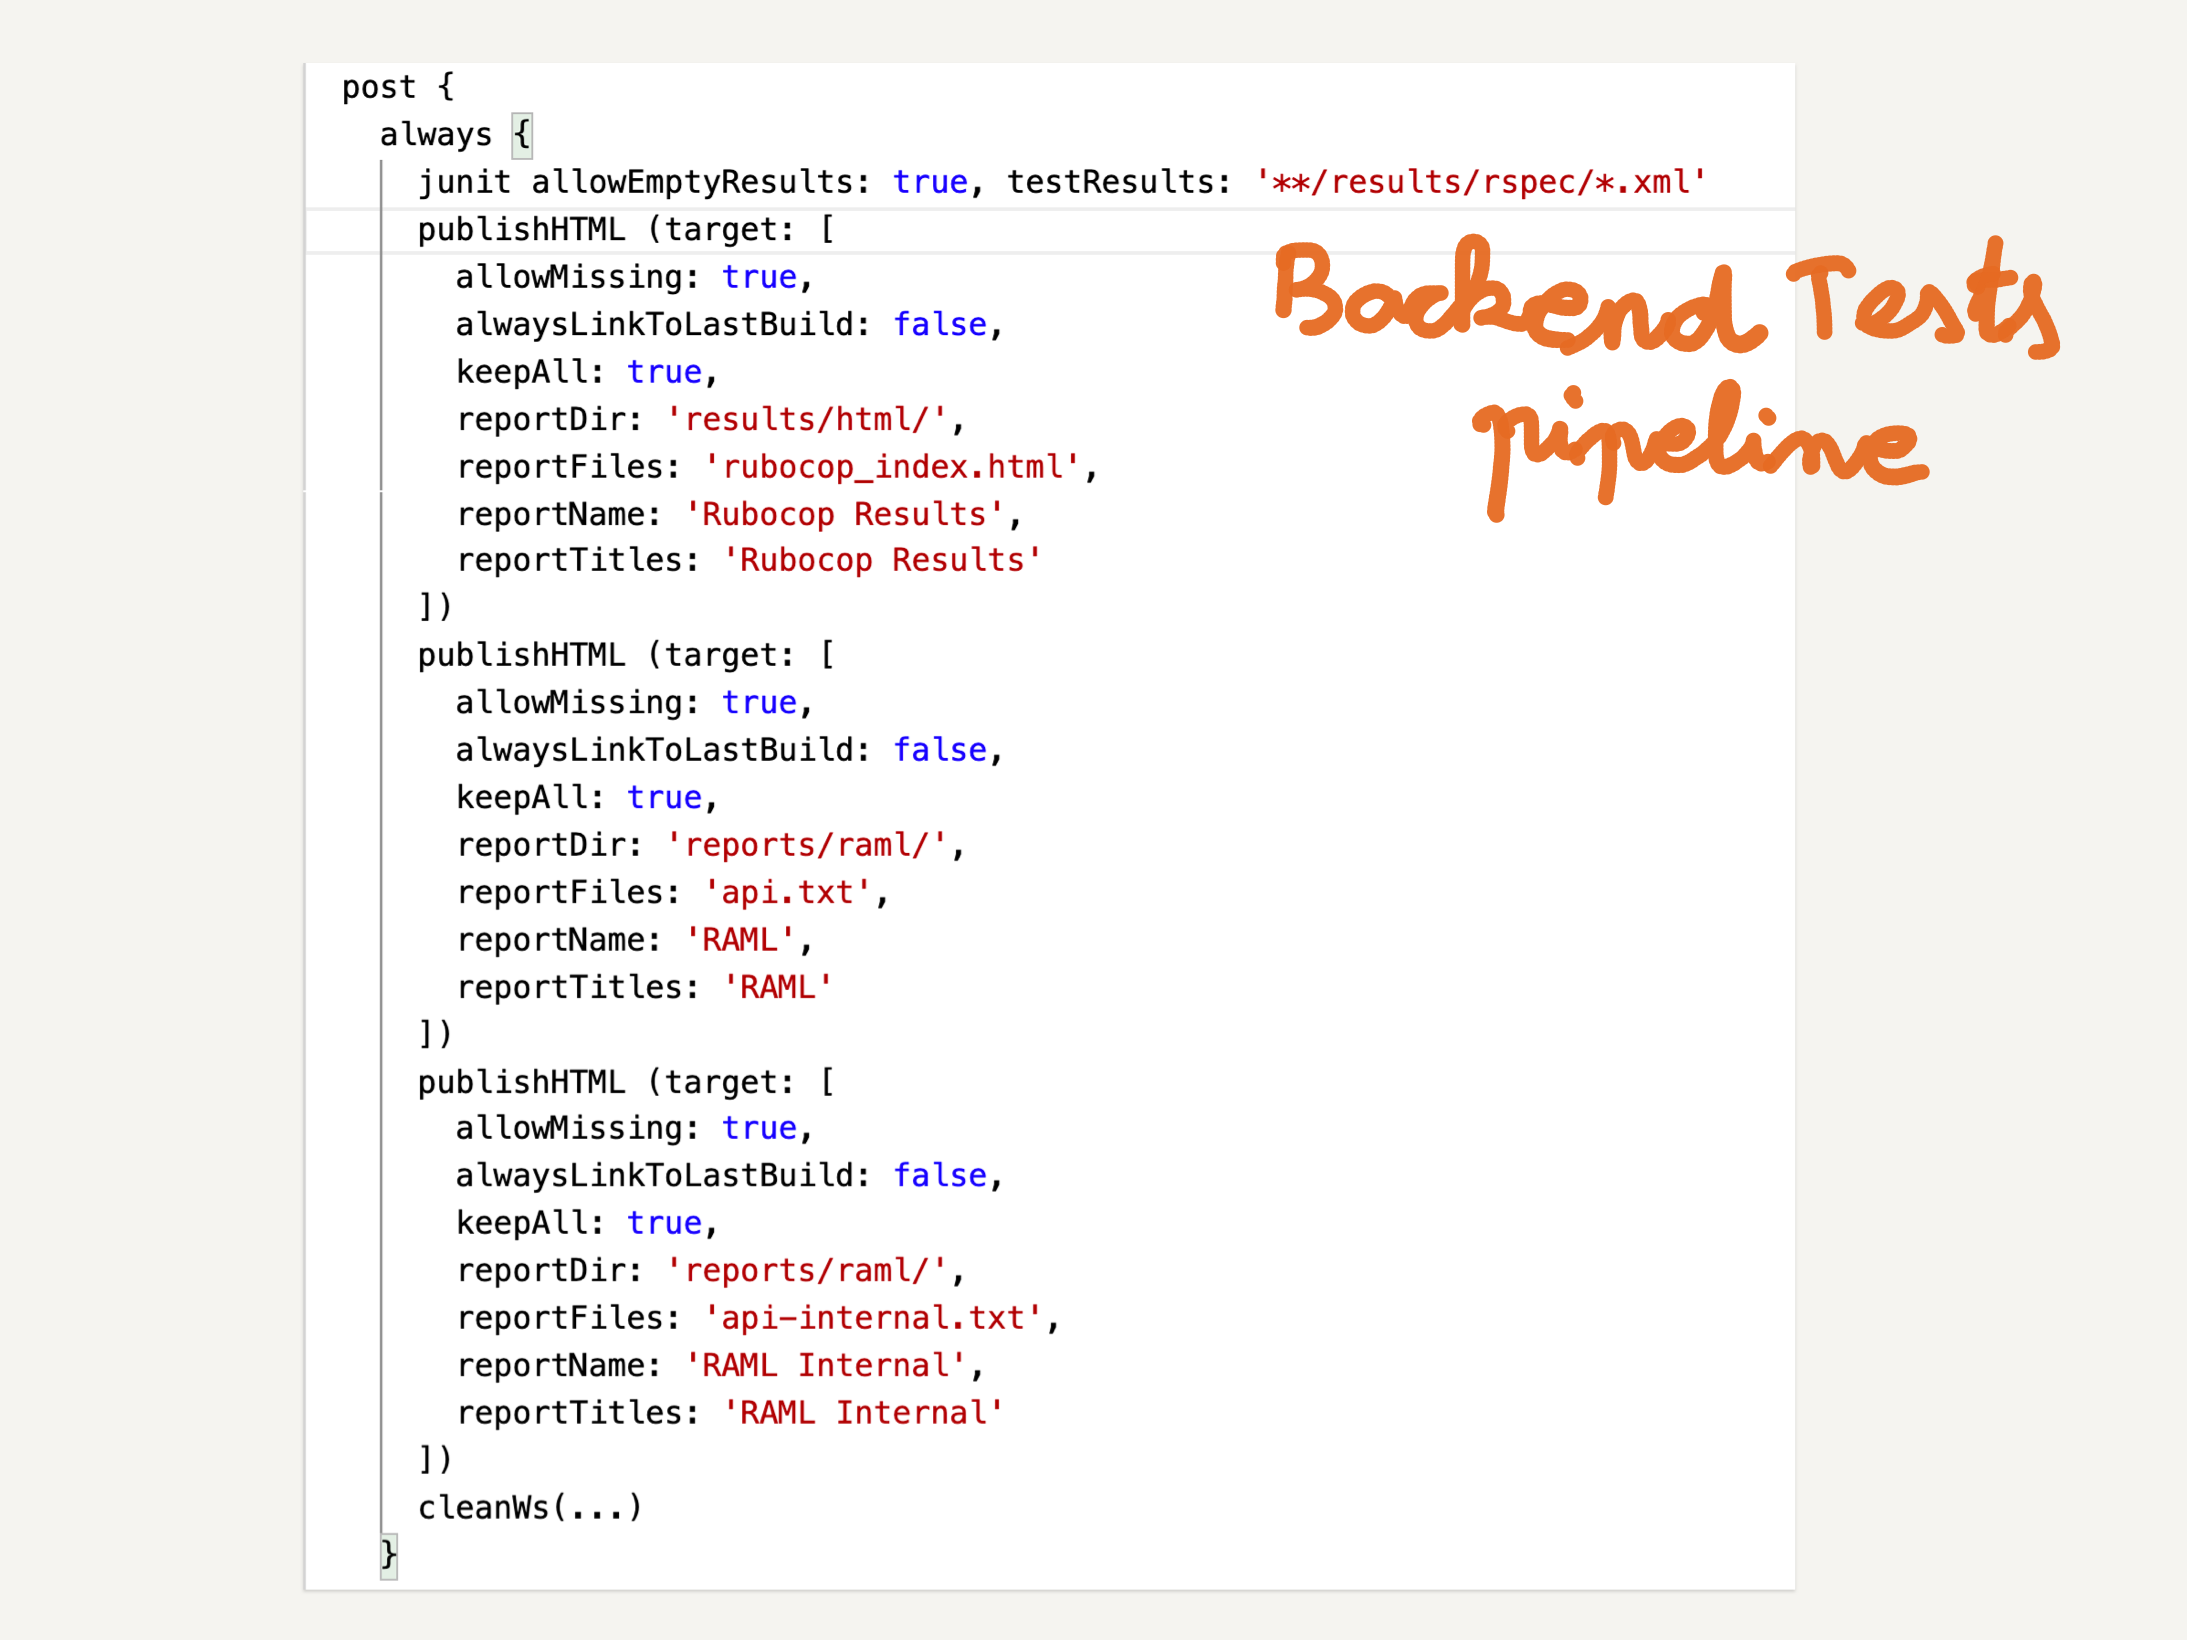 post {
always {
junit allowEmptyResults: true, testResults: '**/results/rspec/*.xml'
publishHTML (target: [
allowMissing: true,
alwaysLinkToLastBuild: false,
keepAll: true,
reportDir: 'results/html/',
reportFiles: 'rubocop_index.html',
reportName: 'Rubocop Results',
reportTitles: 'Rubocop Results'
])
publishHTML (target: [
allowMissing: true,
alwaysLinkToLastBuild: false,
keepAll: true,
reportDir: 'reports/raml/',
reportFiles: 'api.txt',
reportName: 'RAML',
reportTitles: 'RAML'
])
publishHTML (target: [
allowMissing: true,
alwaysLinkToLastBuild: false,
keepAll: true,
reportDir: 'reports/raml/',
reportFiles: 'api-internal.txt',
reportName: 'RAML Internal',
reportTitles: 'RAML Internal'
])
cleanWs(...)
}
Backend Tests
pipeline